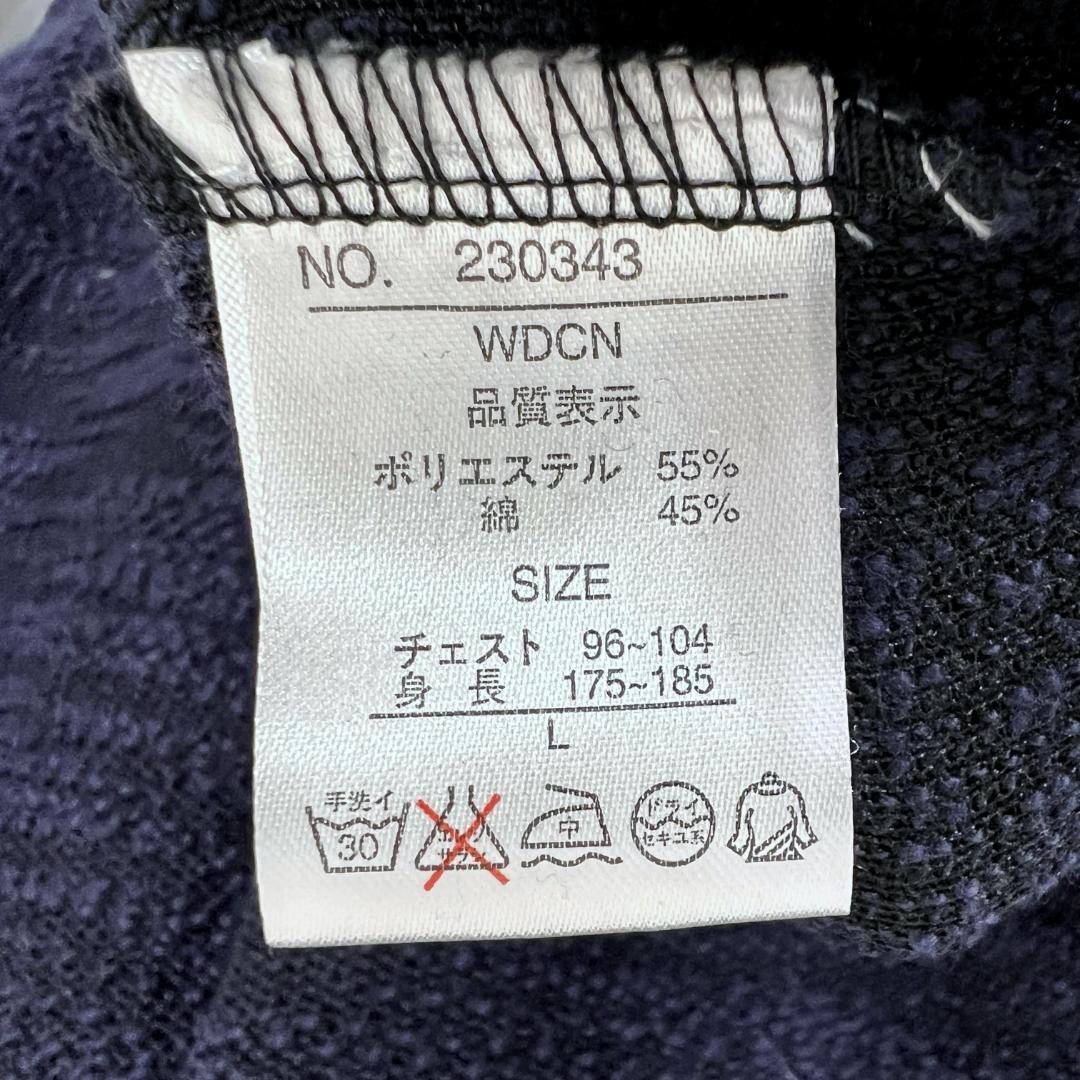 NO. 230343
WDCN
品質表示
ポリエステル 55%
綿 45%
SIZE
チェスト 96~104
身長 175~185
L
手洗イ
30
中
ドライ
セキユ系